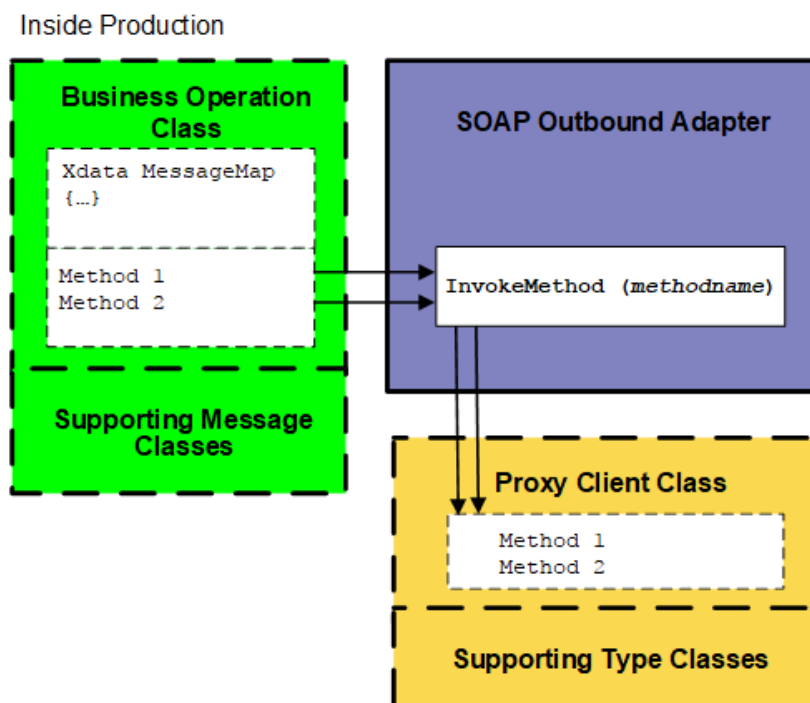 Inside Production
Business Operation
Class
Xdata MessageMap
{…}
Method 1
Method 2
Supporting Message
Classes
SOAP Outbound Adapter
InvokeMethod (methodname)
Proxy Client Class
Method 1
Method 2
Supporting Type Classes